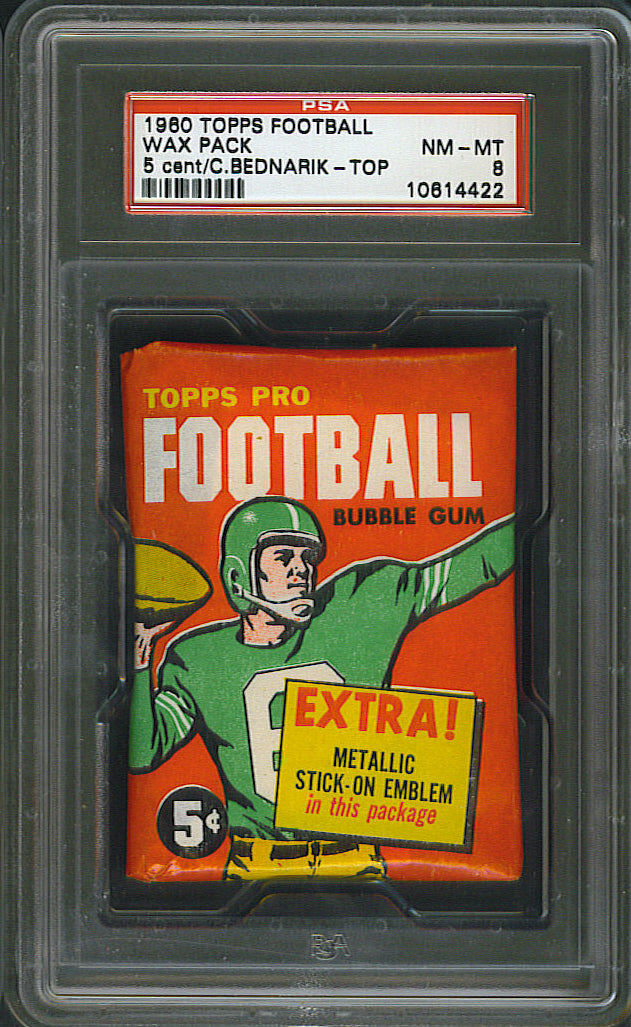 PSA
1960 TOPPS FOOTBALL
WAX PACK NM-MT
5 cent/C.BEDNARIK-TOP 8
10614422
TOPPS PRO
FOOTBALL
BUBBLE GUM
6
EXTRA!
METALLIC
STICK-ON EMBLEM
in this package
5¢
PSA